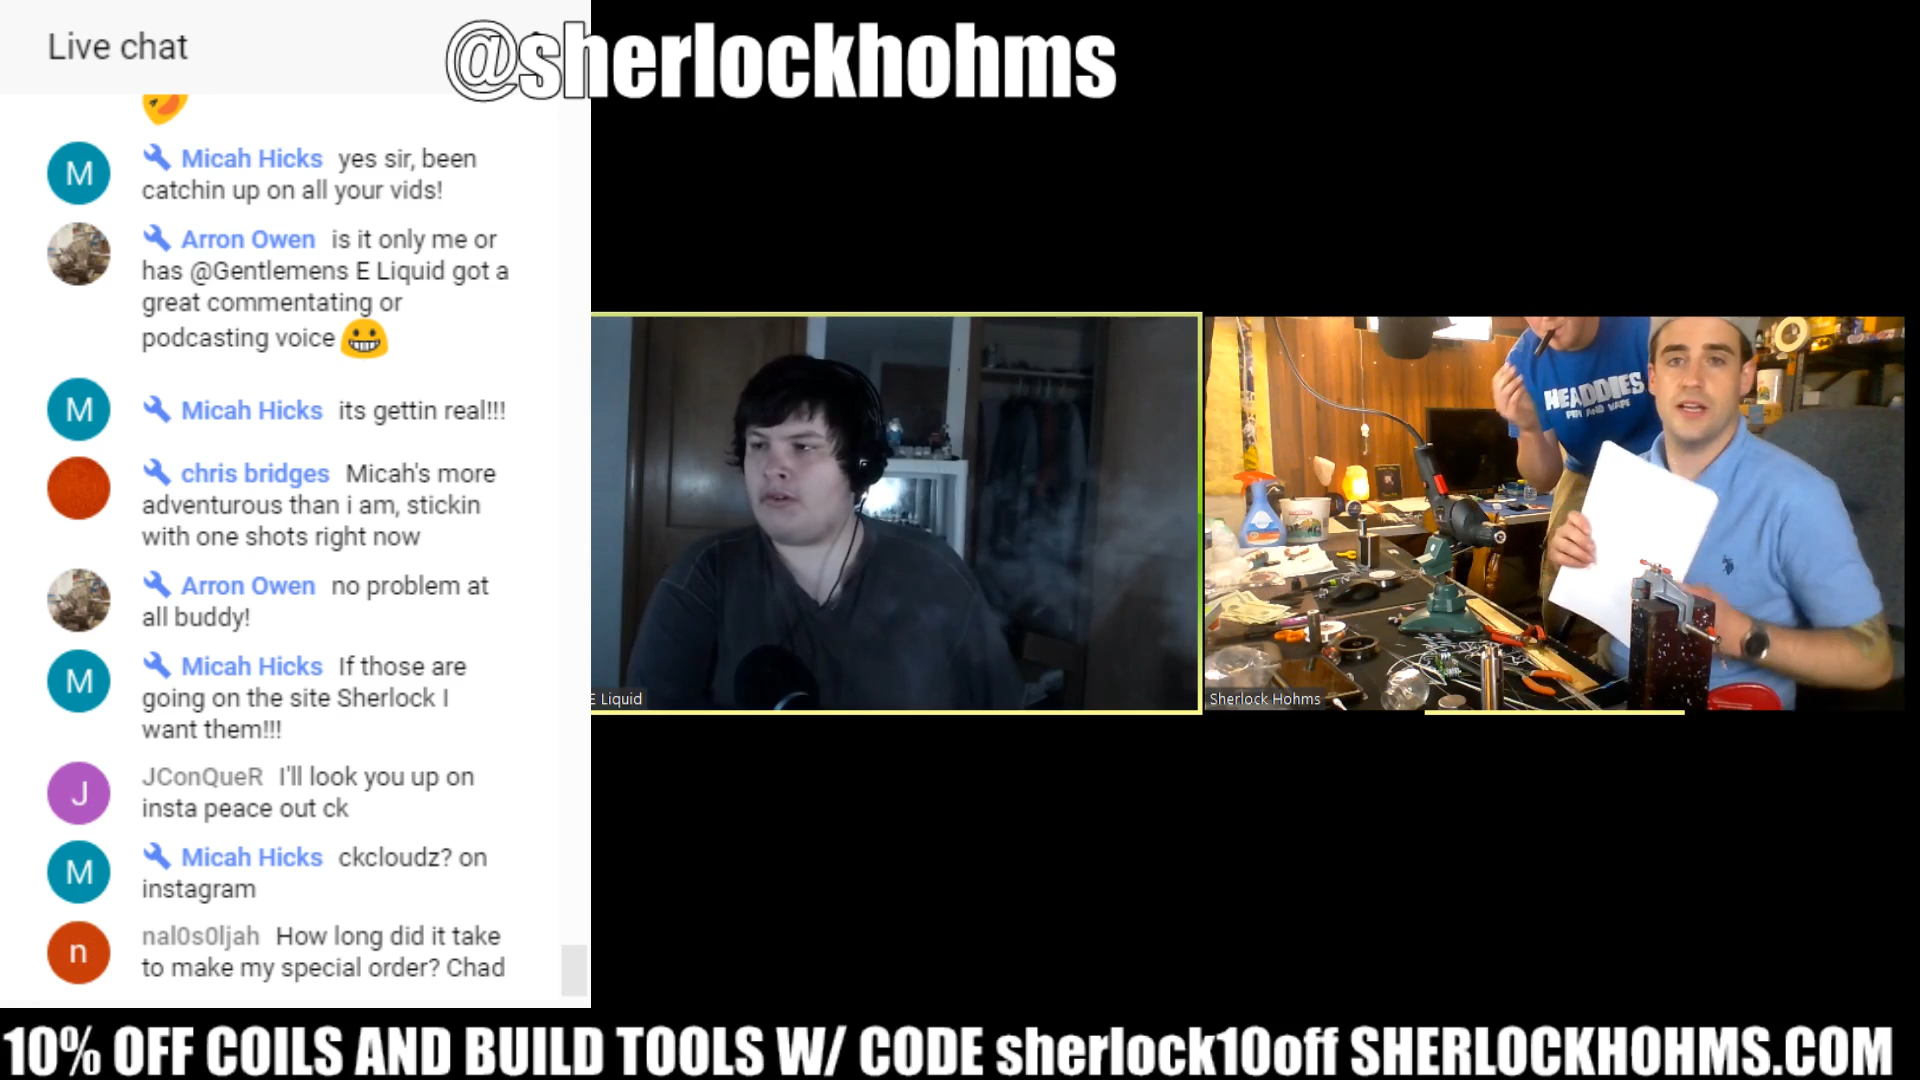 Live chat
@sherlockhohms
M
Micah Hicks yes sir, been
catchin up on all your vids!
Arron Owen is it only me or
has @Gentlemens E Liquid got a
great commentating or
podcasting voice
M
Micah Hicks its gettin real!!!
chris bridges Micah's more
adventurous than i am, stickin
with one shots right now
Arron Owen no problem at
all buddy!
M
Micah Hicks If those are
going on the site Sherlock I
want them!!!
J
JConQueR I'll look you up on
insta peace out ck
M
Micah Hicks ckcloudz? on
instagram
n
nal0s0ljah How long did it take
to make my special order? Chad
E Liquid
HEADDIES
AND VAPE
Sherlock Hohms
10% OFF COILS AND BUILD TOOLS W/ CODE sherlock10off SHERLOCKHOHMS.COM